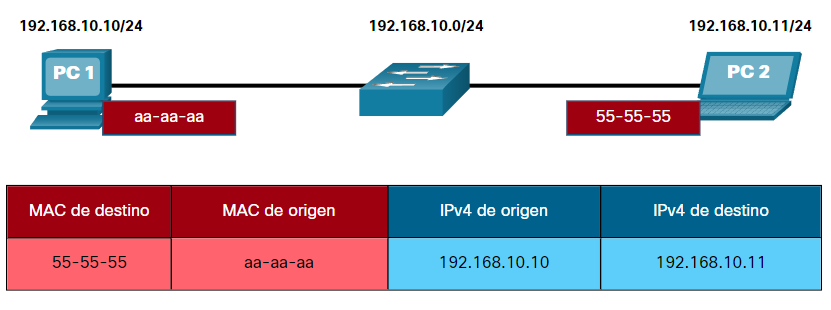 192.168.10.10/24
192.168.10.0/24
192.168.10.11/24
PC 1
PC 2
aa-aa-aa
55-55-55
MAC de destino
MAC de origen
IPv4 de origen
IPv4 de destino
55-55-55
aa-aa-aa
192.168.10.10
192.168.10.11